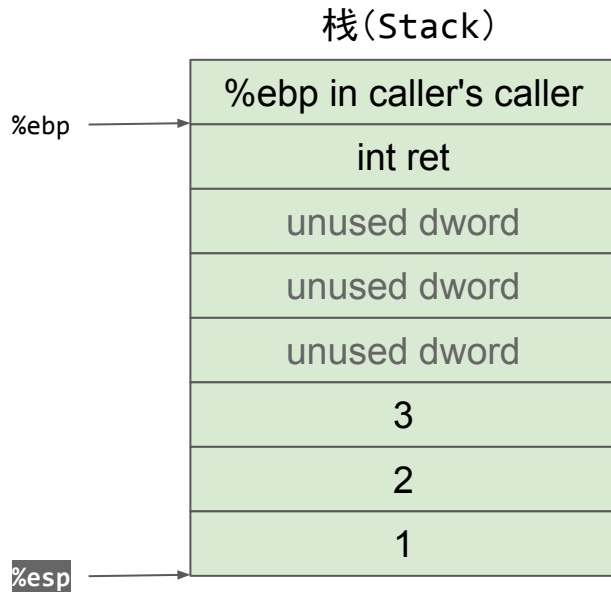 栈(Stack)
%ebp in caller's caller
%ebp
int ret
unused dword
unused dword
unused dword
3
2
1
%esp